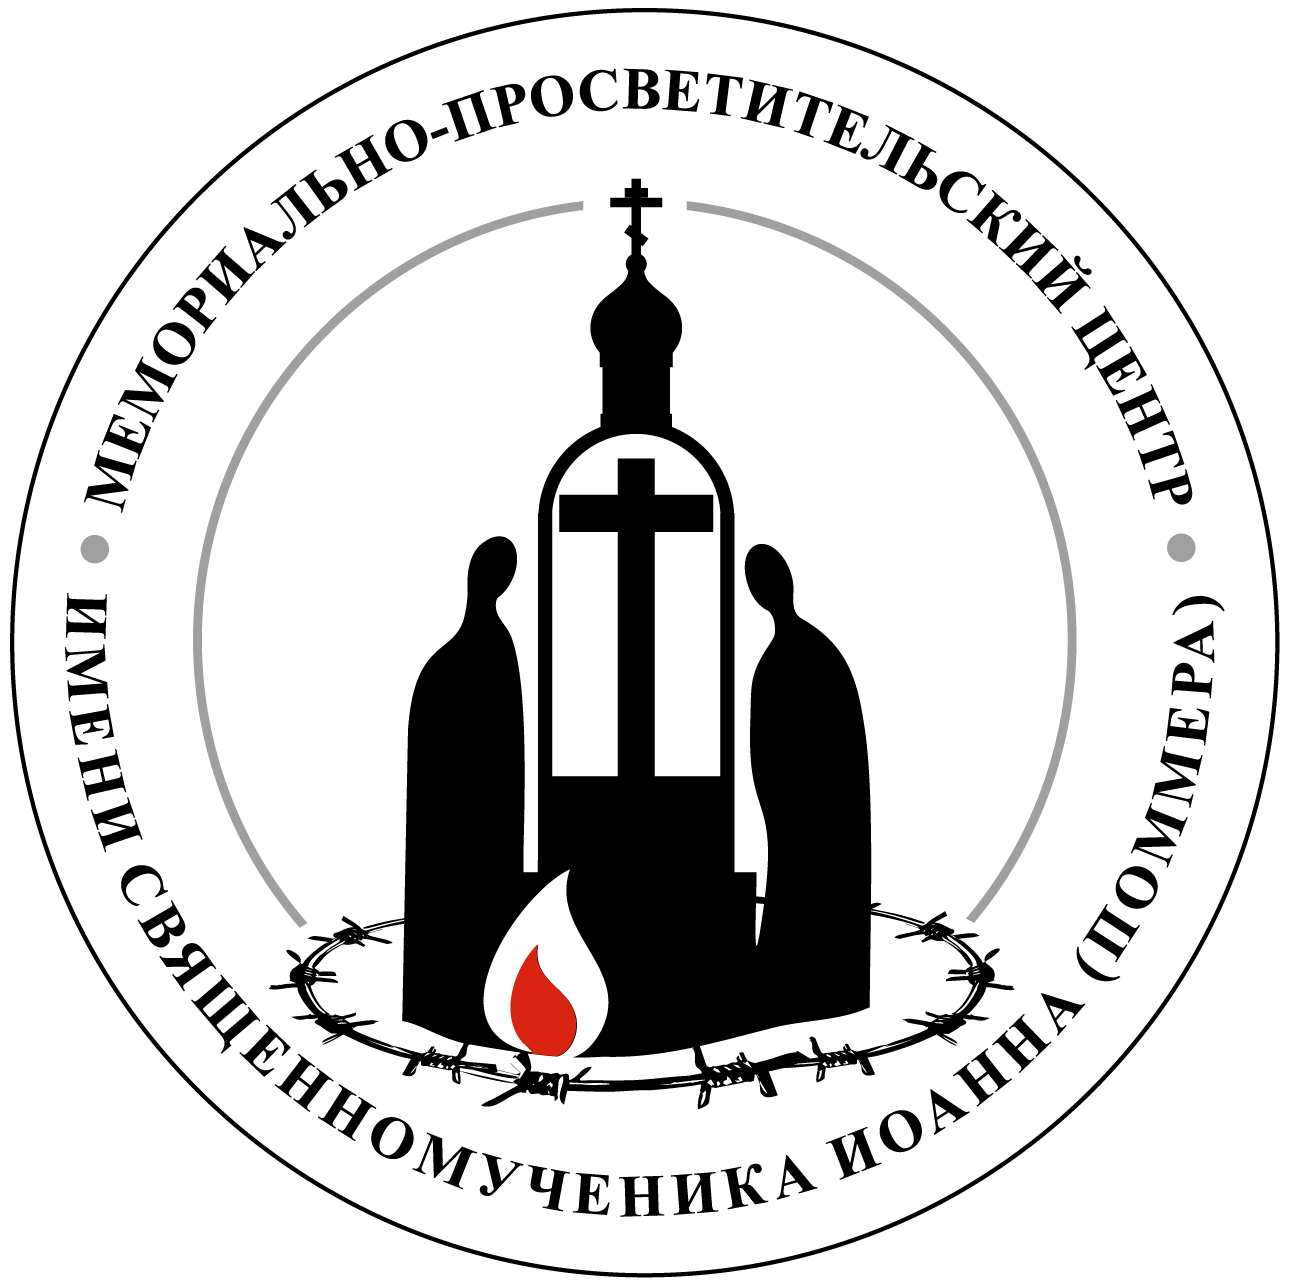 МЕМОРИАЛЬНО-ПРОСВЕТИТЕЛЬСКИЙ ЦЕНТР
ИМЕНИ СВЯЩЕННОМУЧЕНИКА ИОАННА (ПОММЕРА)